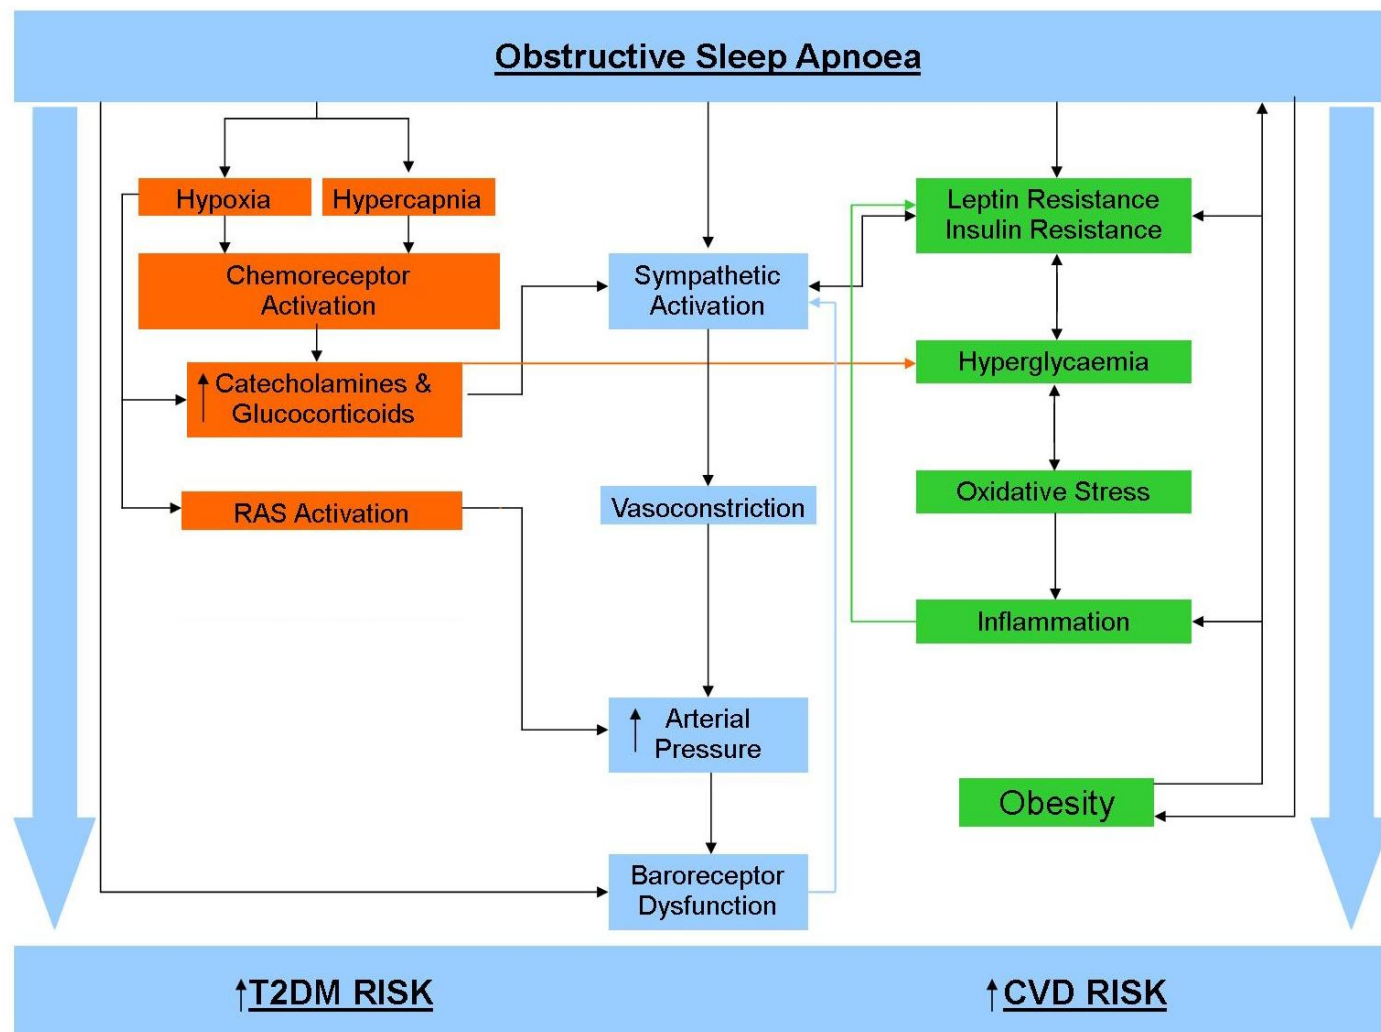 Obstructive Sleep Apnoea
Hypoxia
Hypercapnia
Chemoreceptor
Activation
↑ Catecholamines &
Glucocorticoids
RAS Activation
Sympathetic
Activation
Vasoconstriction
↑ Arterial
Pressure
Baroreceptor
Dysfunction
Leptin Resistance
Insulin Resistance
Hyperglycaemia
Oxidative Stress
Inflammation
Obesity
↑T2DM RISK
↑CVD RISK